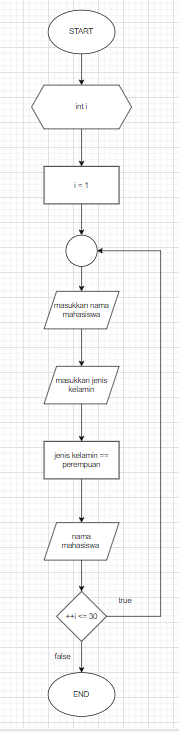 START
int i
i = 1
masukkan nama
mahasiswa
masukkan jenis
kelamin
jenis kelamin ==
perempuan
nama
mahasiswa
++i <= 30
true
false
END